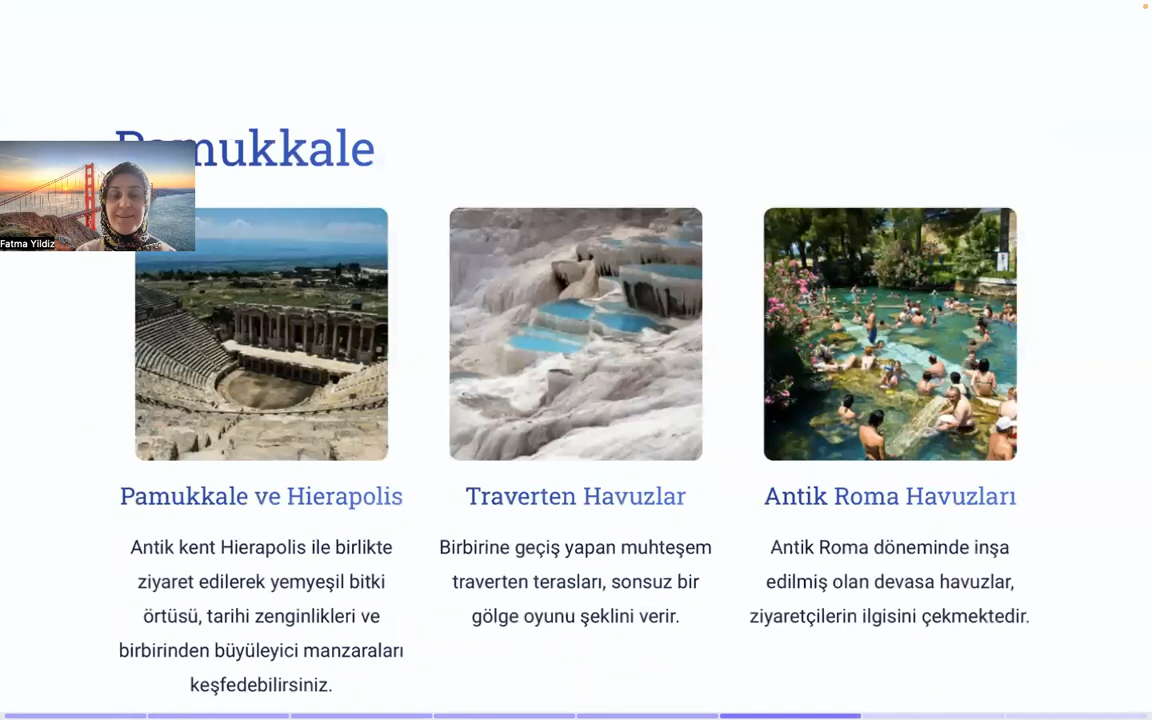 Pamukkale
Fatma Yildiz
Pamukkale ve Hierapolis
Antik kent Hierapolis ile birlikte
ziyaret edilerek yemyeşil bitki
örtüsü, tarihi zenginlikleri ve
birbirinden büyüleyici manzaraları
keşfedebilirsiniz.
Traverten Havuzlar
Birbirine geçiş yapan muhteşem
traverten terasları, sonsuz bir
gölge oyunu şeklini verir.
Antik Roma Havuzları
Antik Roma döneminde inşa
edilmiş olan devasa havuzlar,
ziyaretçilerin ilgisini çekmektedir.